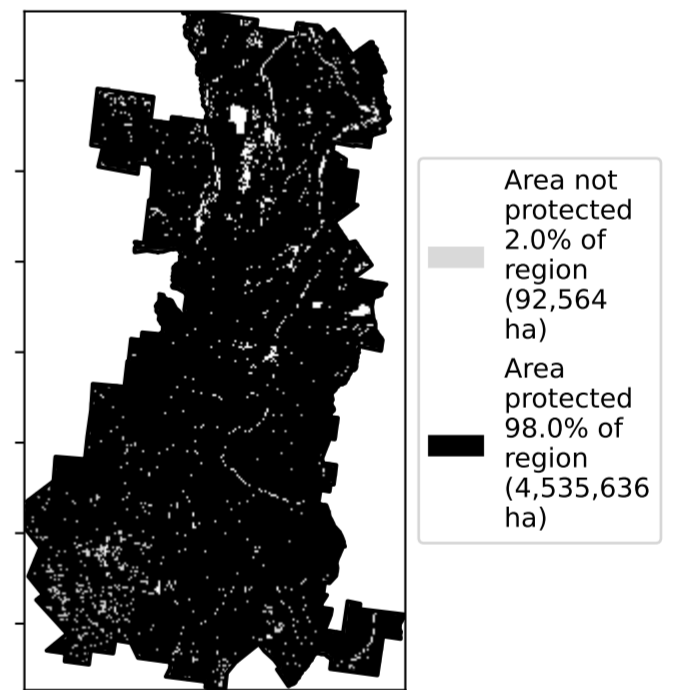 Area not
protected
2.0% of
region
(92,564
ha)
Area
protected
98.0% of
region
(4,535,636
ha)